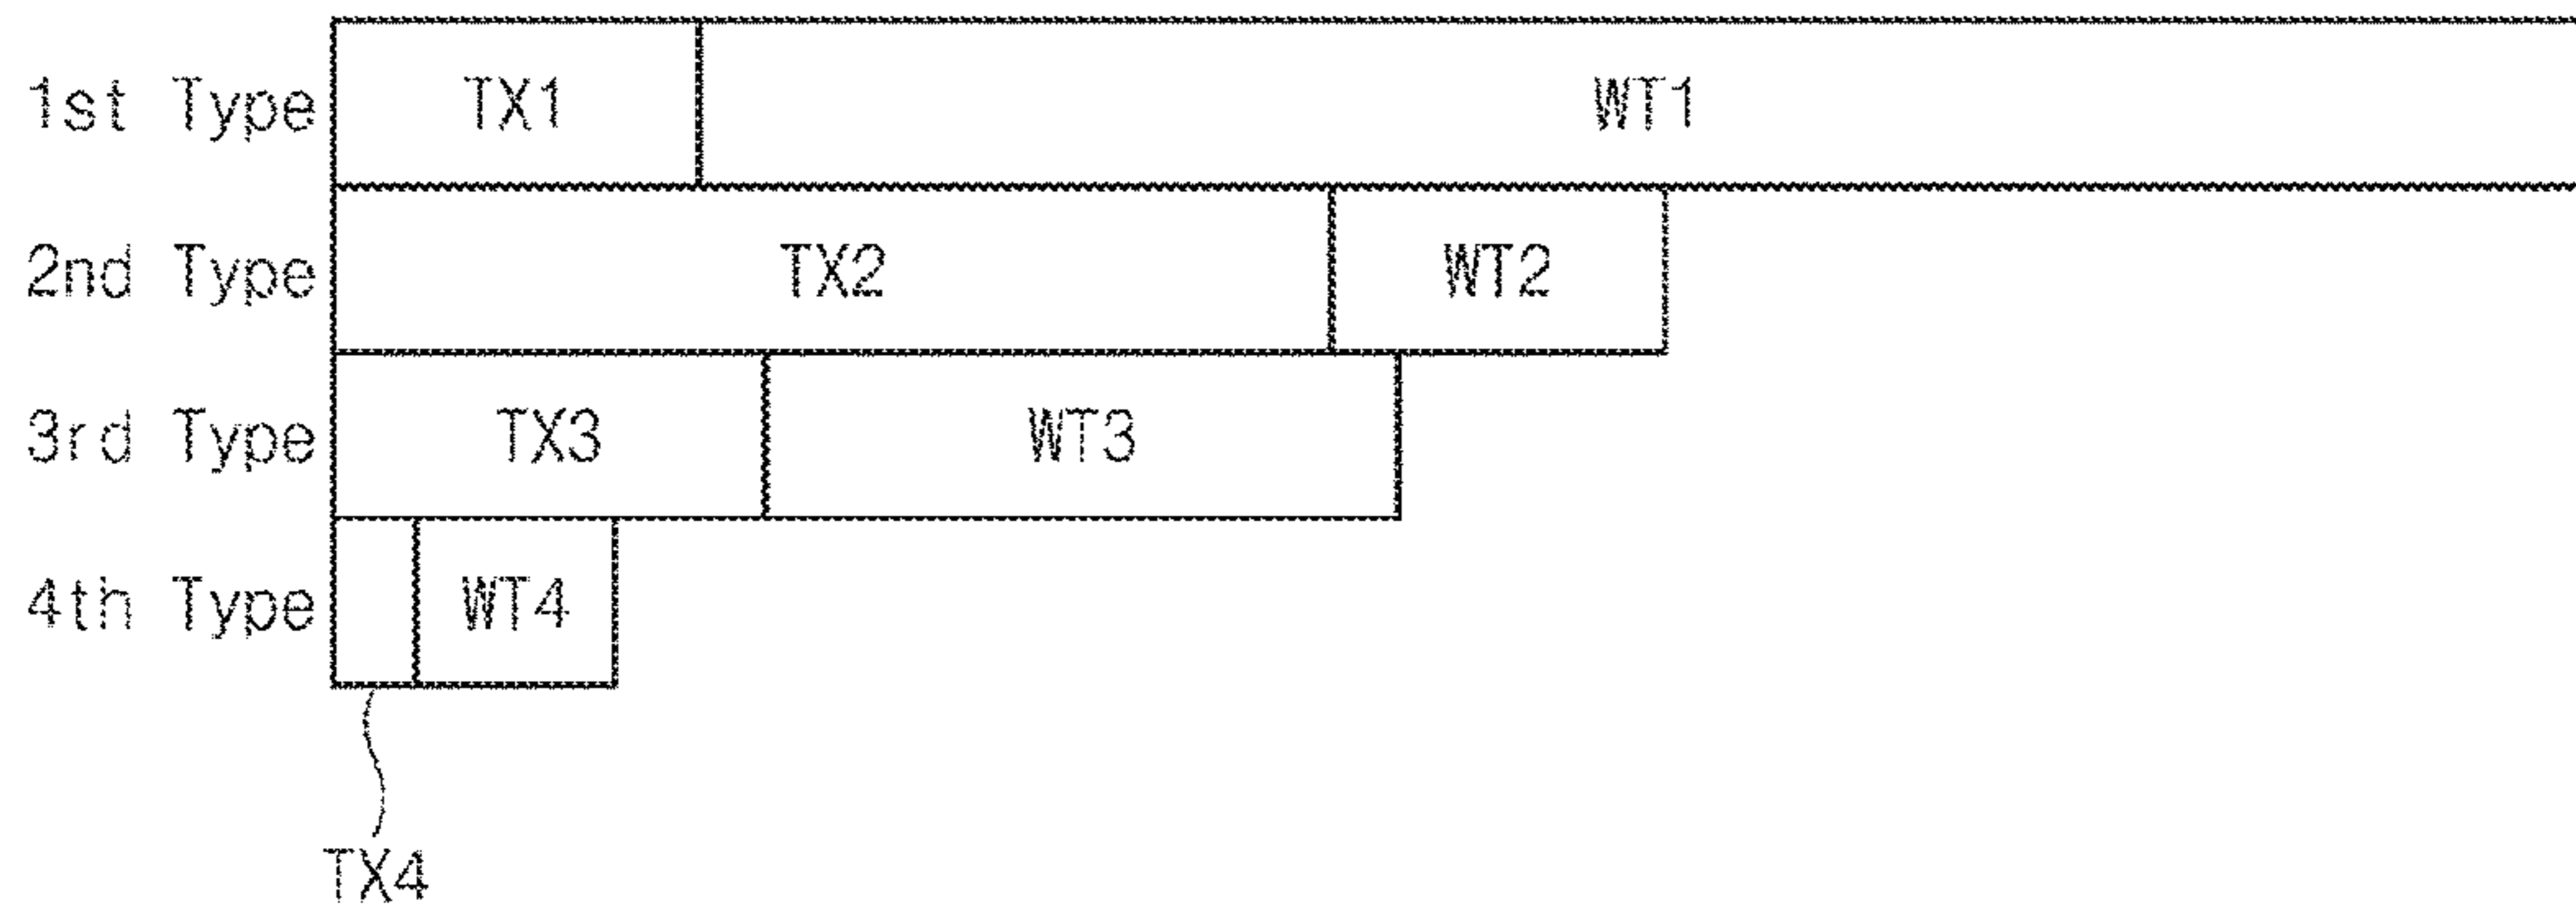 1st Type TX1 WT1
2nd Type TX2 WT2
3rd Type TX3 WT3
4th Type WT4
TX4